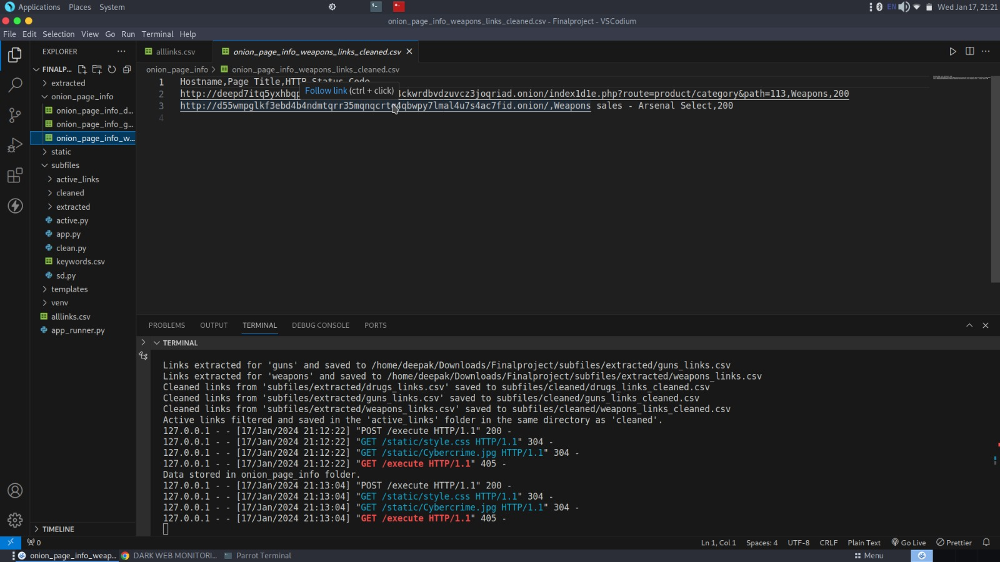 Applications Places System
EN Wed Jan 17, 21:21
onion_page_info_weapons_links_cleaned.csv - Finalproject - VSCodium
File Edit Selection View Go Run Terminal Help
EXPLORER
alllinks.csv
onion_page_info_weapons_links_cleaned.csv
FINALP...
onion_page_info > onion_page_info_weapons_links_cleaned.csv
extracted
onion_page_info
onion_page_info_d...
onion_page_info_g...
onion_page_info_w...
static
subfiles
active_links
cleaned
extracted
active.py
app.py
clean.py
keywords.csv
sd.py
templates
venv
alllinks.csv
app_runner.py
TIMELINE
1 Hostname,Page Title,HTTP Status Code
Follow link (ctrl + click)
2 http://deepd7itq5yxhbqp ckwrdbvdzuvcz3joqriad.onion/index1d1e.php?route=product/category&path=113,Weapons,200
3 Weapons sales - Arsenal Select,200
4
PROBLEMS OUTPUT TERMINAL DEBUG CONSOLE PORTS
TERMINAL
Links extracted for 'guns' and saved to /home/deepak/Downloads/Finalproject/subfiles/extracted/guns_links.csv
Links extracted for 'weapons' and saved to /home/deepak/Downloads/Finalproject/subfiles/extracted/weapons_links.csv
Cleaned links from 'subfiles/extracted/drugs_links.csv' saved to subfiles/cleaned/drugs_links_cleaned.csv
Cleaned links from 'subfiles/extracted/guns_links.csv' saved to subfiles/cleaned/guns_links_cleaned.csv
Cleaned links from 'subfiles/extracted/weapons_links.csv' saved to subfiles/cleaned/weapons_links_cleaned.csv
Active links filtered and saved in the 'active_links' folder in the same directory as 'cleaned'.
127.0.0.1 - - [17/Jan/2024 21:12:22] "POST /execute HTTP/1.1" 200 -
127.0.0.1 - - [17/Jan/2024 21:12:22] "GET /static/style.css HTTP/1.1" 304 -
127.0.0.1 - - [17/Jan/2024 21:12:22] "GET /static/Cybercrime.jpg HTTP/1.1" 304 -
127.0.0.1 - - [17/Jan/2024 21:12:22] "GET /execute HTTP/1.1" 405 -
Data stored in onion_page_info folder.
127.0.0.1 - - [17/Jan/2024 21:13:04] "POST /execute HTTP/1.1" 200 -
127.0.0.1 - - [17/Jan/2024 21:13:04] "GET /static/style.css HTTP/1.1" 304 -
127.0.0.1 - - [17/Jan/2024 21:13:04] "GET /static/Cybercrime.jpg HTTP/1.1" 304 -
127.0.0.1 - - [17/Jan/2024 21:13:04] "GET /execute HTTP/1.1" 405 -
0 Ln 1, Col 1 Spaces: 4 UTF-8 CRLF Plain Text Go Live Prettier
onion_page_info_weap... DARK WEB MONITORI... Parrot Terminal Menu